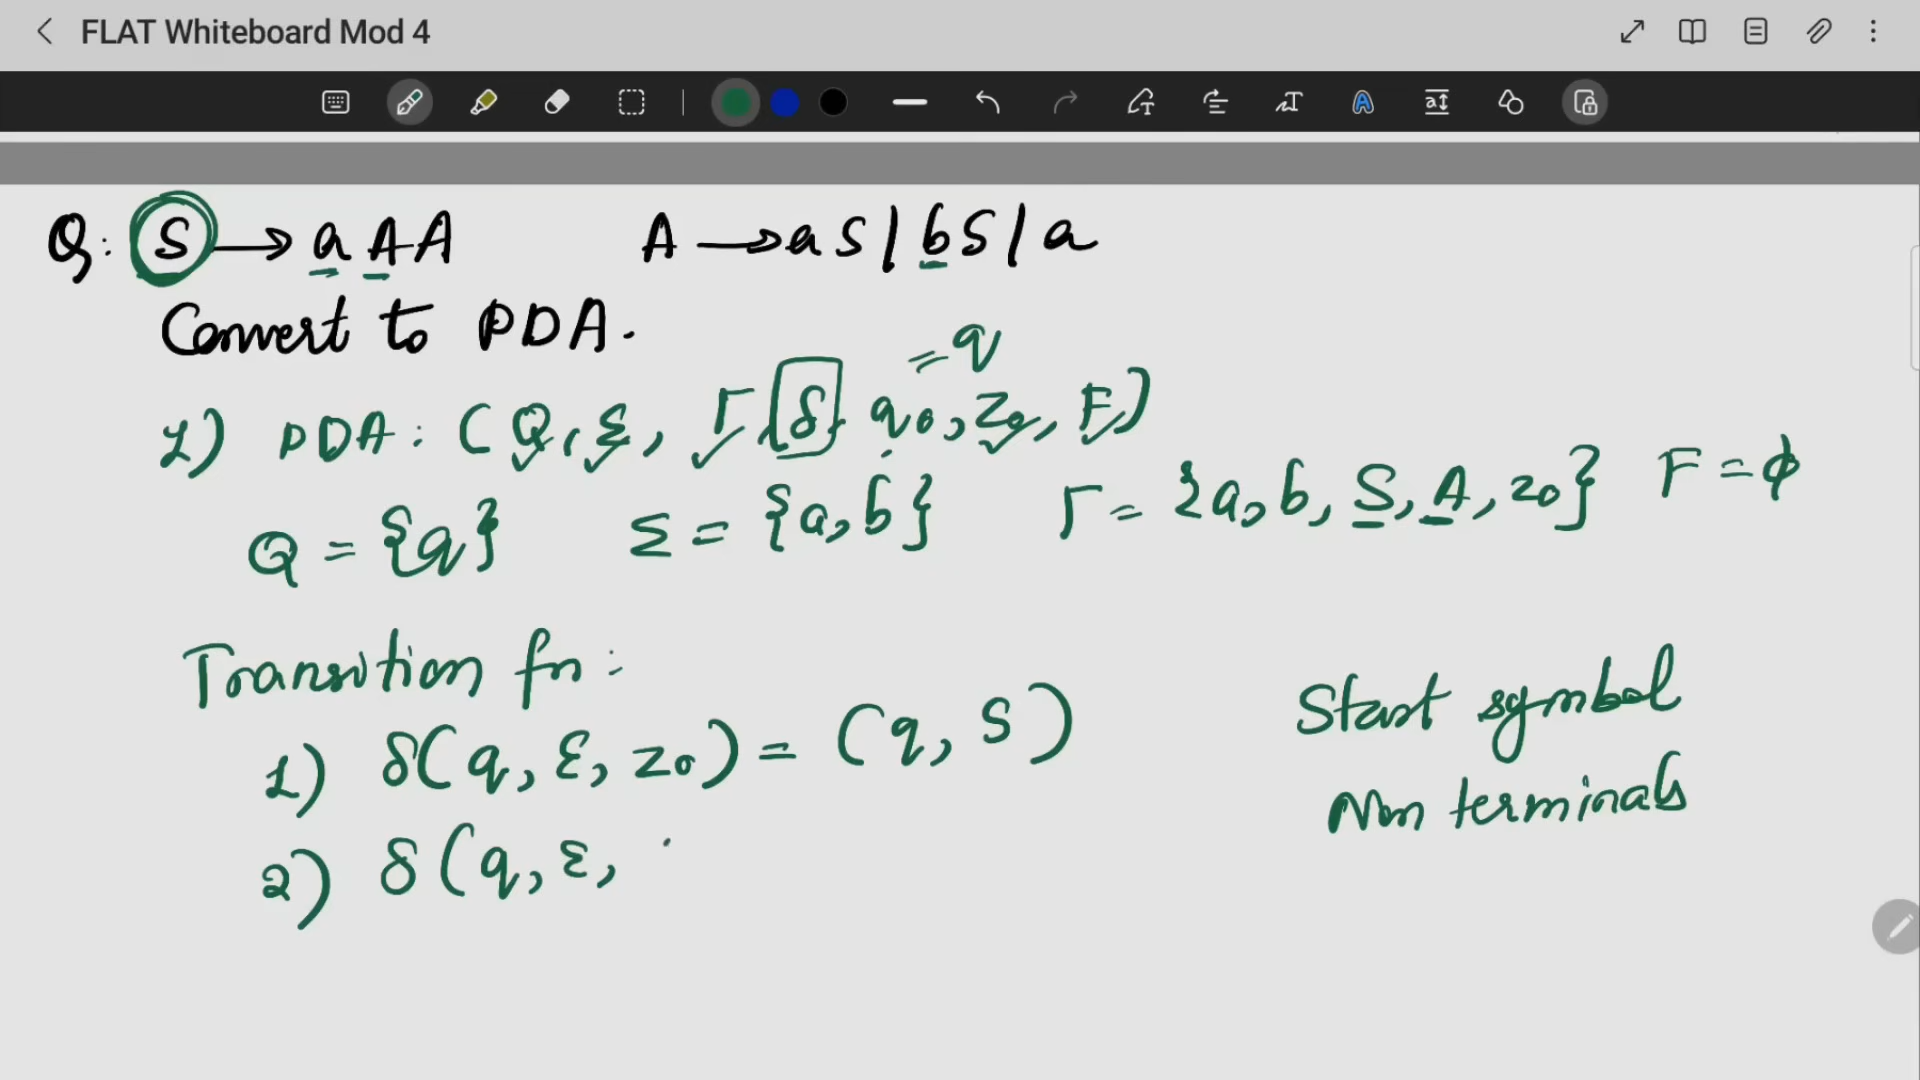 FLAT Whiteboard Mod 4
Q: S → aAA A → aS / bS / a
Convert to PDA.
= q
1) PDA : (Q, Σ, Γ, δ, q0, z0, F)
Q = {q} Σ = {a, b} Γ = {a, b, S, A, z0} F = ϕ
Transition fn :
1) δ(q, ε, z0) = (q, S) Start symbol
Non terminals
2) δ(q, ε,